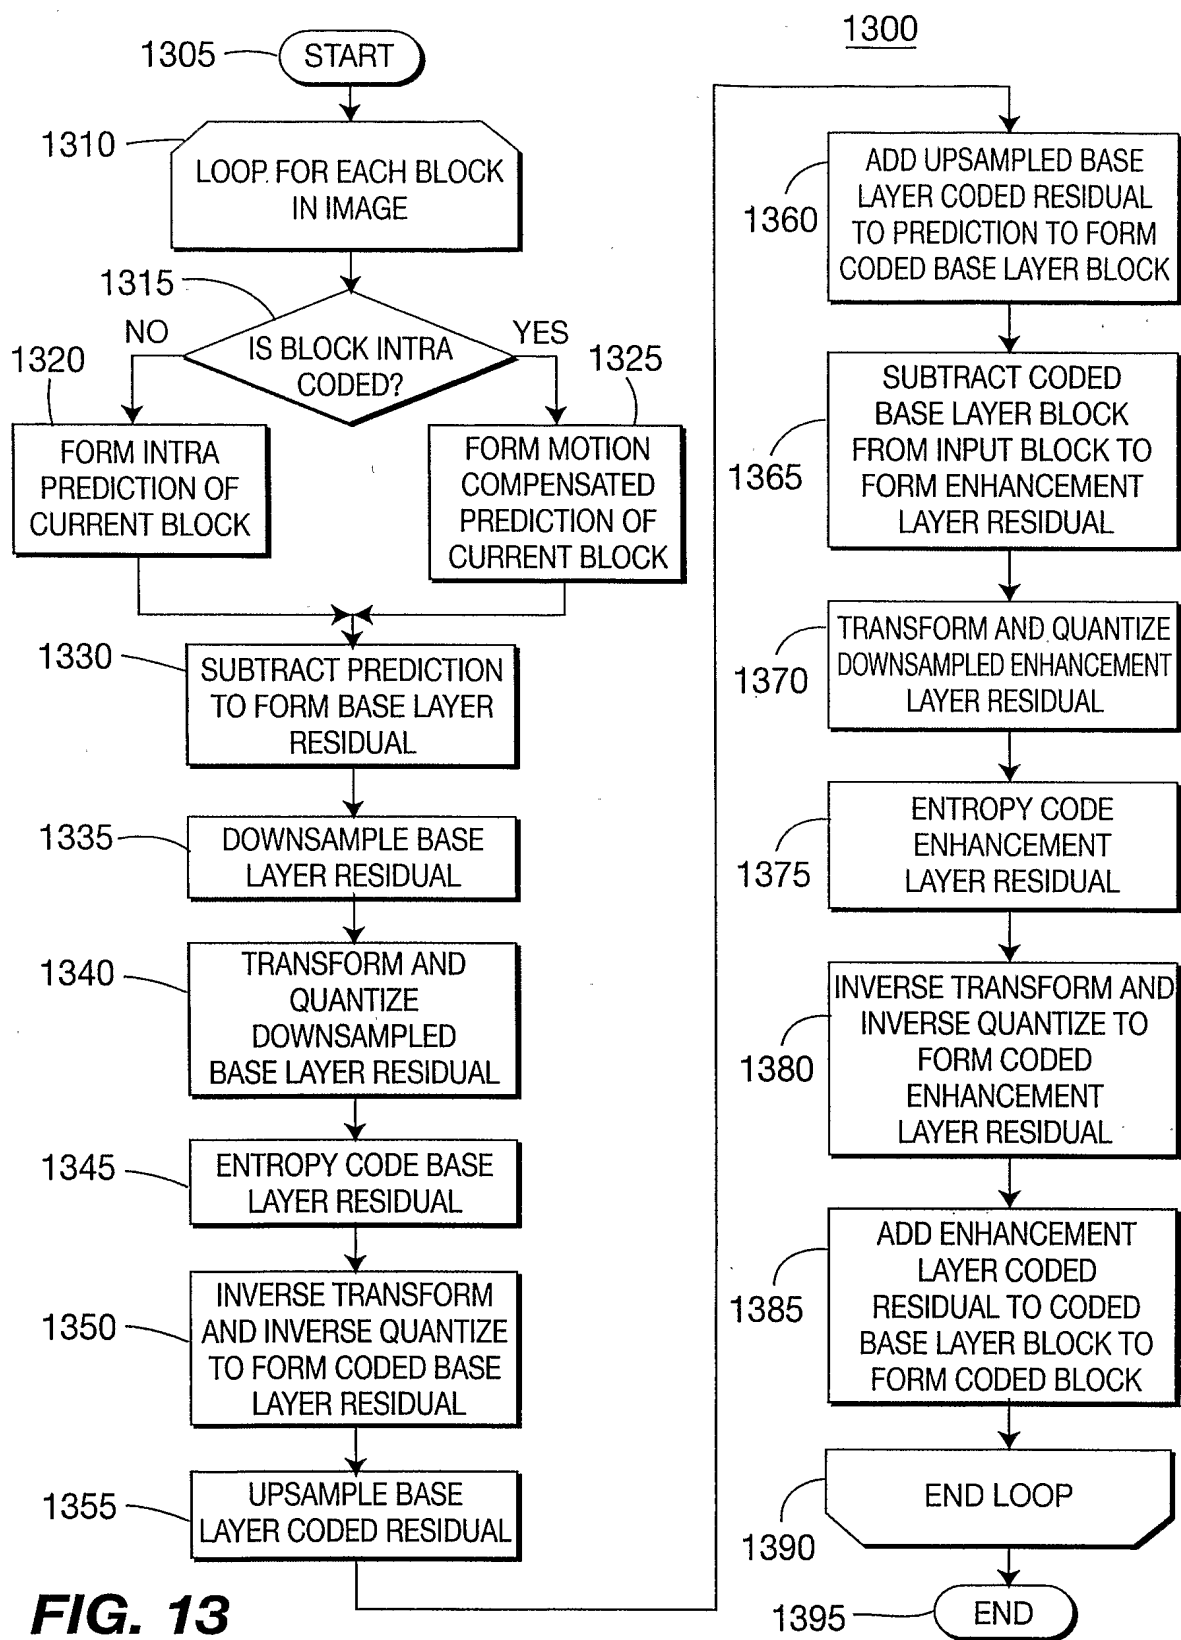 1300
1305
START
1310
LOOP. FOR EACH BLOCK
IN IMAGE
1315
NO
YES
IS BLOCK INTRA
CODED?
1320
FORM INTRA
PREDICTION OF
CURRENT BLOCK
1325
FORM MOTION
COMPENSATED
PREDICTION OF
CURRENT BLOCK
1330
SUBTRACT PREDICTION
TO FORM BASE LAYER
RESIDUAL
1335
DOWNSAMPLE BASE
LAYER RESIDUAL
1340
TRANSFORM AND
QUANTIZE
DOWNSAMPLED
BASE LAYER RESIDUAL
1345
ENTROPY CODE BASE
LAYER RESIDUAL
1350
INVERSE TRANSFORM
AND INVERSE QUANTIZE
TO FORM CODED BASE
LAYER RESIDUAL
1355
UPSAMPLE BASE
LAYER CODED RESIDUAL
1360
ADD UPSAMPLED BASE
LAYER CODED RESIDUAL
TO PREDICTION TO FORM
CODED BASE LAYER BLOCK
1365
SUBTRACT CODED
BASE LAYER BLOCK
FROM INPUT BLOCK TO
FORM ENHANCEMENT
LAYER RESIDUAL
1370
TRANSFORM AND QUANTIZE
DOWNSAMPLED ENHANCEMENT
LAYER RESIDUAL
1375
ENTROPY CODE
ENHANCEMENT
LAYER RESIDUAL
1380
INVERSE TRANSFORM AND
INVERSE QUANTIZE TO
FORM CODED
ENHANCEMENT
LAYER RESIDUAL
1385
ADD ENHANCEMENT
LAYER CODED
RESIDUAL TO CODED
BASE LAYER BLOCK TO
FORM CODED BLOCK
1390
END LOOP
1395
END
FIG. 13